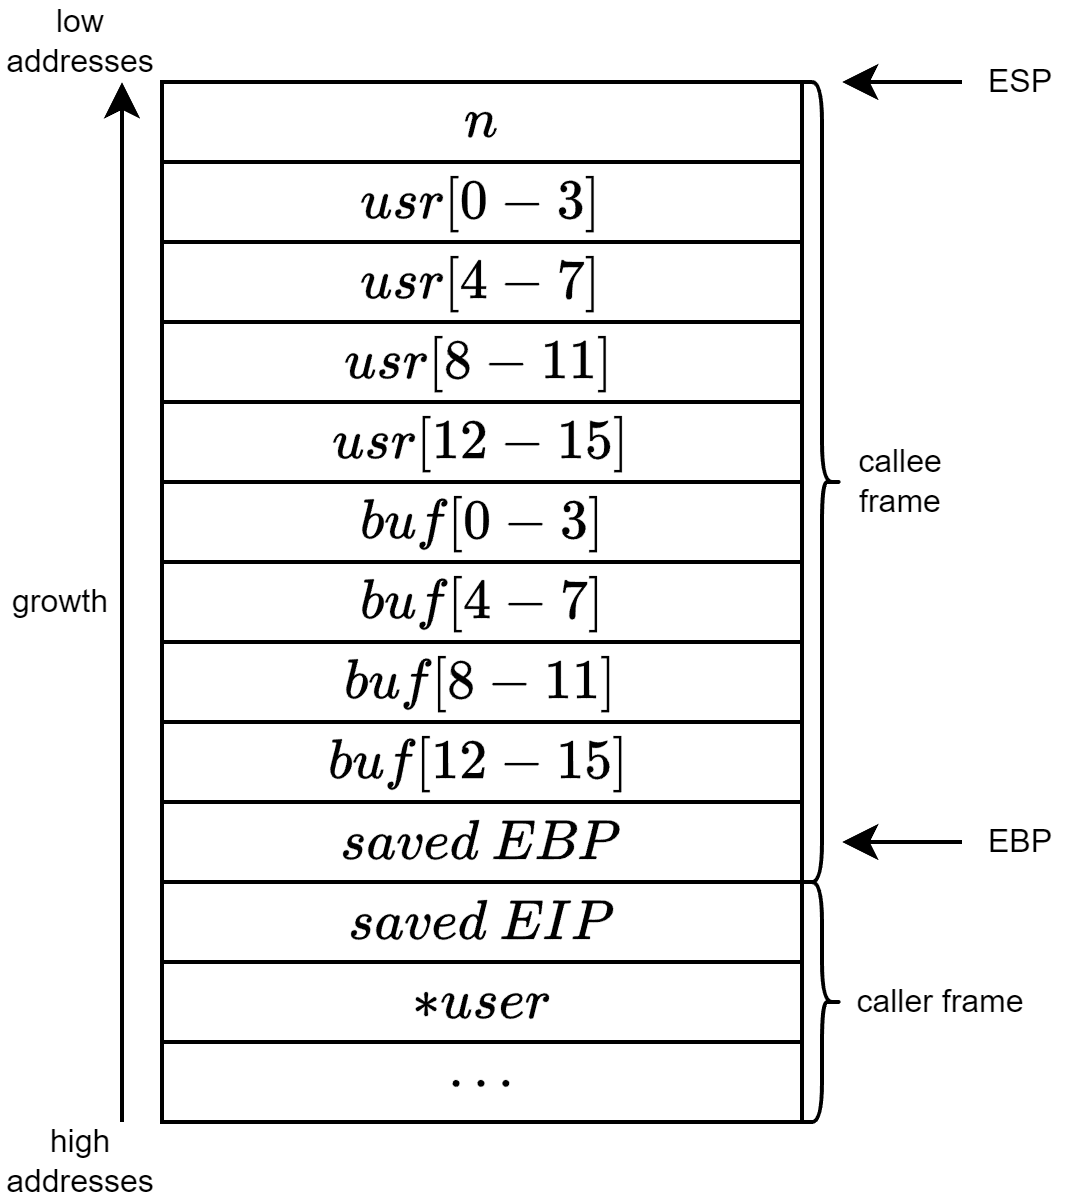 low
addresses
ESP
n
usr[0 − 3]
usr[4 − 7]
usr[8 − 11]
usr[12 − 15]
callee
frame
buf[0 − 3]
buf[4 − 7]
growth
buf[8 − 11]
buf[12 − 15]
saved EBP
EBP
saved EIP
*user
caller frame
...
high
addresses